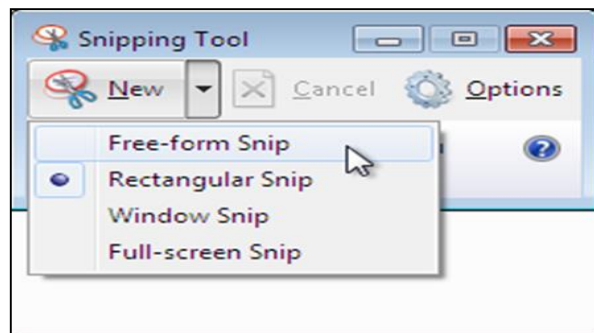 Snipping Tool
New Cancel Options
Free-form Snip
Rectangular Snip
Window Snip
Full-screen Snip